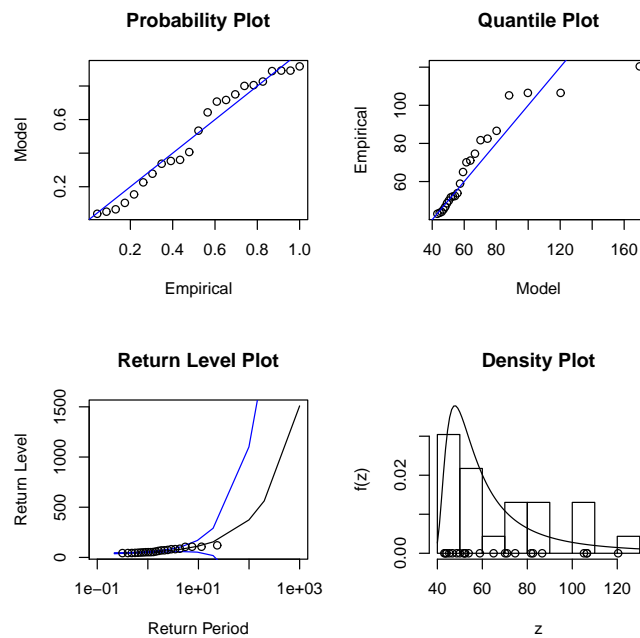 Probability Plot
Model
0.2
0.6
0.2 0.4 0.6 0.8 1.0
Empirical
Quantile Plot
Empirical
60
80
100
40 60 80 100 120 160
Model
Return Level Plot
Return Level
0
500
1500
1e−01 1e+01 1e+03
Return Period
Density Plot
f(z)
0.00
0.02
40 60 80 100 120
z